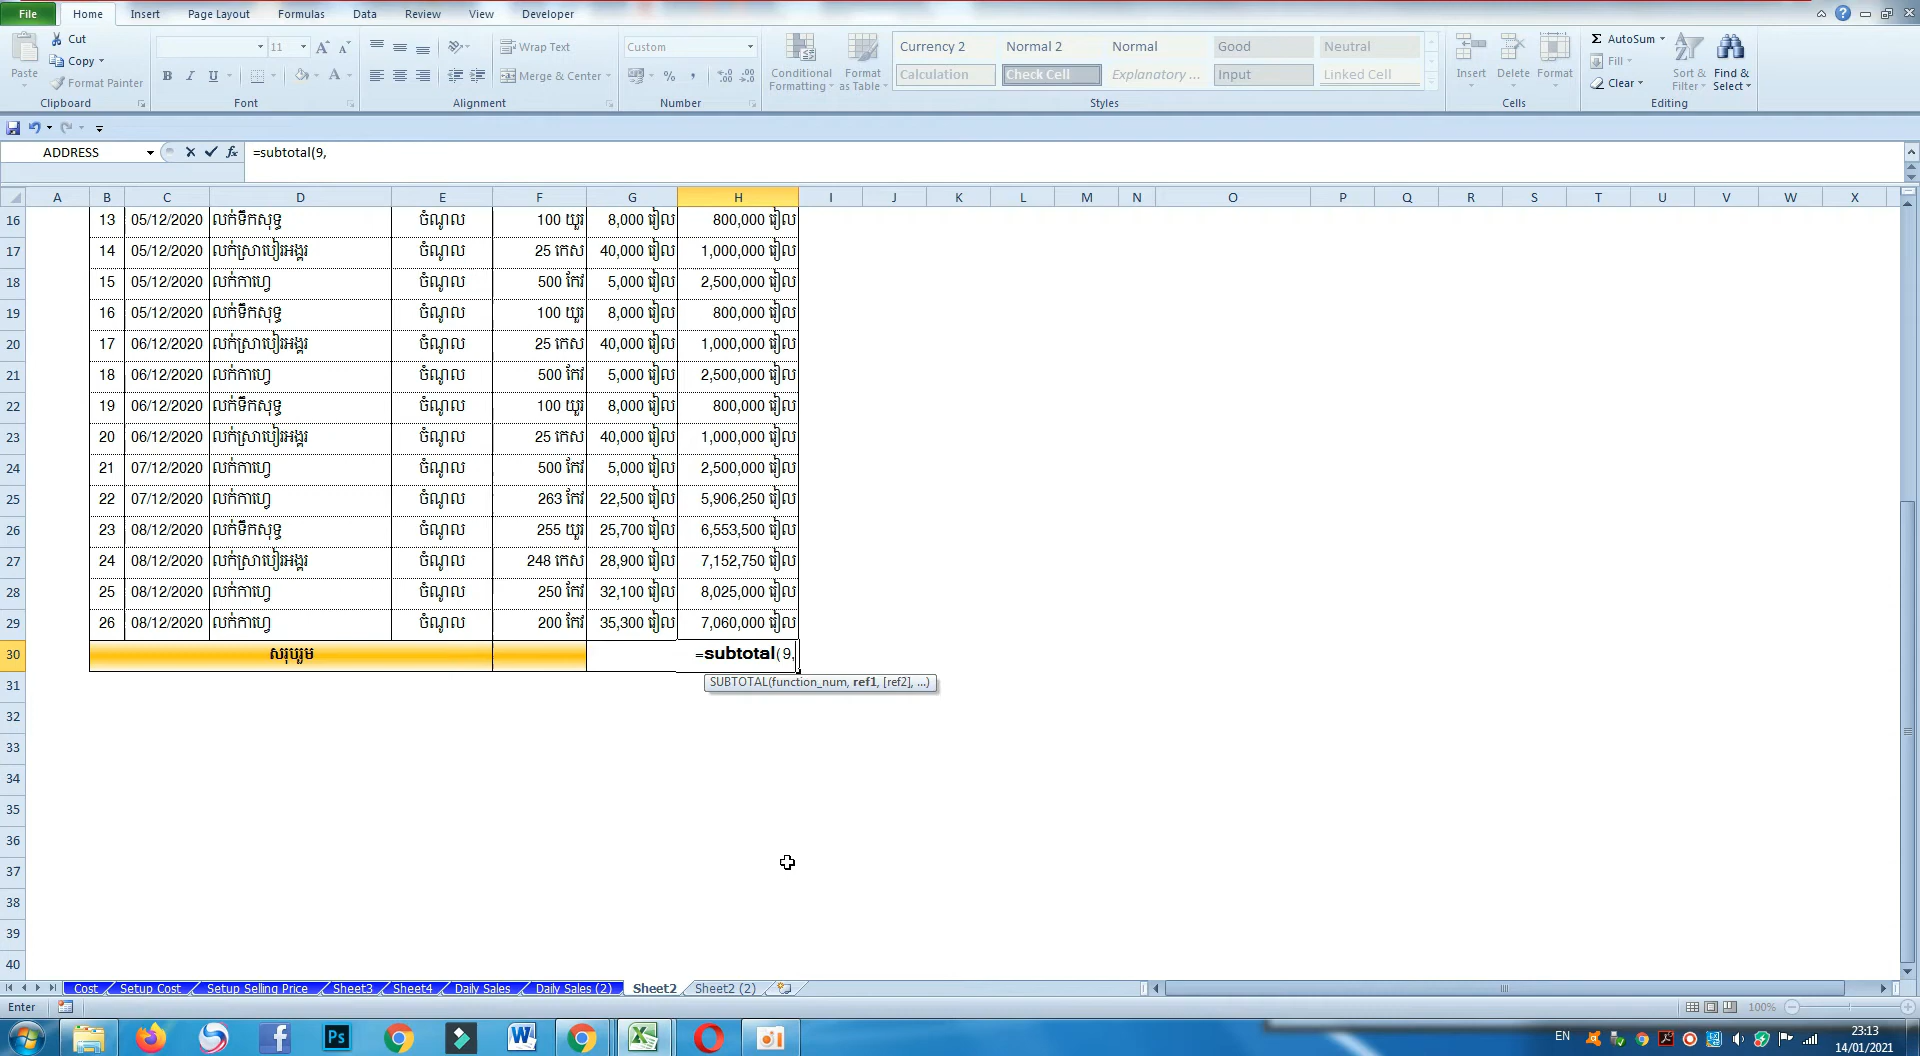 File Home Insert Page Layout Formulas Data Review View Developer
Cut
Copy
Format Painter
Paste
Clipboard
11
Font
Wrap Text
Merge & Center
Alignment
Custom
Number
Conditional Formatting
Format as Table
Currency 2 Normal 2 Normal Good Neutral
Calculation Check Cell Explanatory ... Input Linked Cell
Styles
Insert Delete Format
Cells
AutoSum
Fill
Clear
Sort & Filter
Find & Select
Editing
ADDRESS =subtotal(9,
A B C D E F G H I J K L M N O P Q R S T U V W X
16 13 05/12/2020 លក់ទឹកសុទ្ធ ចំណូល 100 យួរ 8,000 រៀល 800,000 រៀល
17 14 05/12/2020 លក់ស្រាបៀរអង្គរ ចំណូល 25 កេស 40,000 រៀល 1,000,000 រៀល
18 15 05/12/2020 លក់កាហ្វេ ចំណូល 500 កែវ 5,000 រៀល 2,500,000 រៀល
19 16 05/12/2020 លក់ទឹកសុទ្ធ ចំណូល 100 យួរ 8,000 រៀល 800,000 រៀល
20 17 06/12/2020 លក់ស្រាបៀរអង្គរ ចំណូល 25 កេស 40,000 រៀល 1,000,000 រៀល
21 18 06/12/2020 លក់កាហ្វេ ចំណូល 500 កែវ 5,000 រៀល 2,500,000 រៀល
22 19 06/12/2020 លក់ទឹកសុទ្ធ ចំណូល 100 យួរ 8,000 រៀល 800,000 រៀល
23 20 06/12/2020 លក់ស្រាបៀរអង្គរ ចំណូល 25 កេស 40,000 រៀល 1,000,000 រៀល
24 21 07/12/2020 លក់កាហ្វេ ចំណូល 500 កែវ 5,000 រៀល 2,500,000 រៀល
25 22 07/12/2020 លក់កាហ្វេ ចំណូល 263 កែវ 22,500 រៀល 5,906,250 រៀល
26 23 08/12/2020 លក់ទឹកសុទ្ធ ចំណូល 255 យួរ 25,700 រៀល 6,553,500 រៀល
27 24 08/12/2020 លក់ស្រាបៀរអង្គរ ចំណូល 248 កេស 28,900 រៀល 7,152,750 រៀល
28 25 08/12/2020 លក់កាហ្វេ ចំណូល 250 កែវ 32,100 រៀល 8,025,000 រៀល
29 26 08/12/2020 លក់កាហ្វេ ចំណូល 200 កែវ 35,300 រៀល 7,060,000 រៀល
30 សរុបរួម =subtotal(9,
31 SUBTOTAL(function_num, ref1, [ref2], ...)
32
33
34
35
36
37
38
39
40
Cost Setup Cost Setup Selling Price Sheet3 Sheet4 Daily Sales Daily Sales (2) Sheet2 Sheet2 (2)
Enter 100%
EN 23:13
14/01/2021